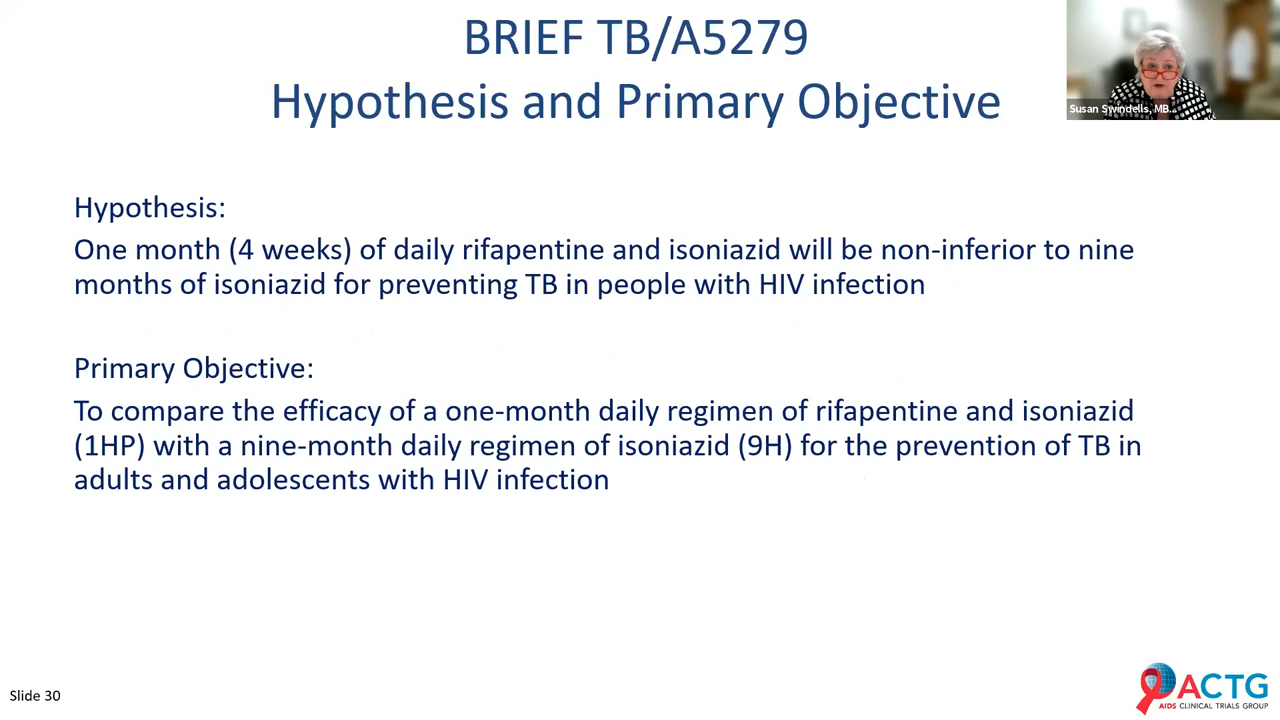 BRIEF TB/A5279
Hypothesis and Primary Objective
Susan Swindells, MB...
Hypothesis:
One month (4 weeks) of daily rifapentine and isoniazid will be non-inferior to nine
months of isoniazid for preventing TB in people with HIV infection
Primary Objective:
To compare the efficacy of a one-month daily regimen of rifapentine and isoniazid
(1HP) with a nine-month daily regimen of isoniazid (9H) for the prevention of TB in
adults and adolescents with HIV infection
Slide 30
ACTG
AIDS CLINICAL TRIALS GROUP